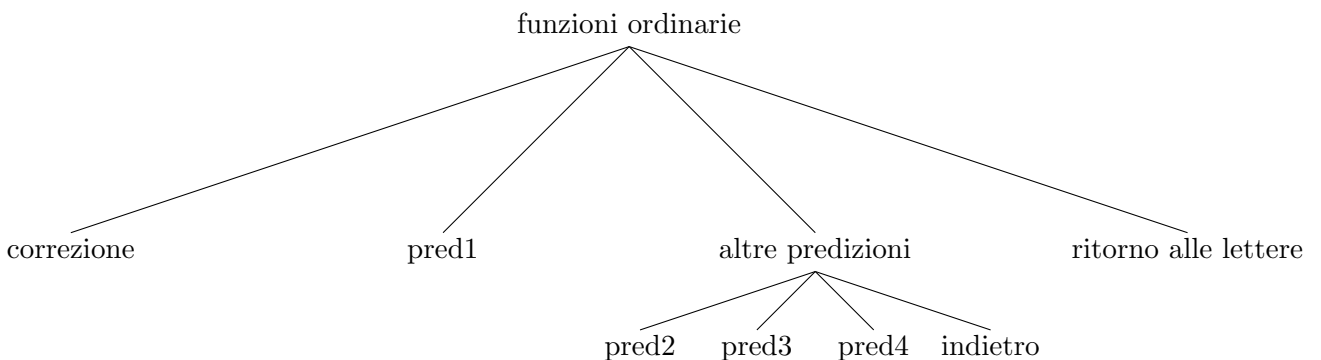 funzioni ordinarie
correzione pred1 altre predizioni ritorno alle lettere
pred2 pred3 pred4 indietro